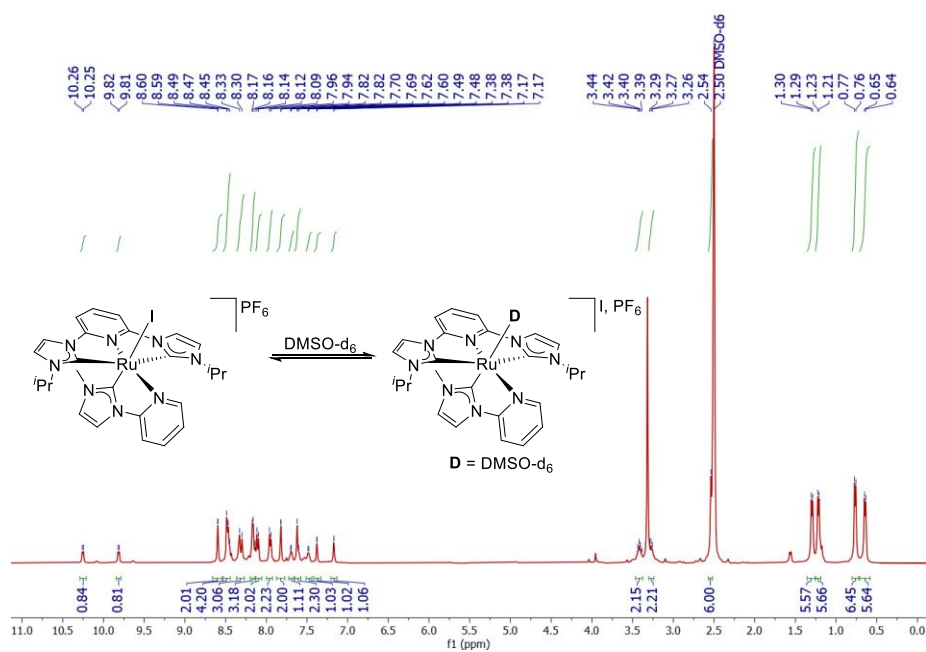 10.26
10.25
9.82
9.81
8.60
8.59
8.49
8.47
8.45
8.33
8.30
8.17
8.16
8.14
8.12
8.09
7.96
7.94
7.82
7.82
7.70
7.69
7.62
7.60
7.49
7.48
7.38
7.38
7.17
7.17
3.44
3.42
3.40
3.39
3.29
3.27
3.26
2.54
2.50 DMSO-d6
1.30
1.29
1.23
1.21
0.77
0.76
0.65
0.64
I
PF6
N
N
N
N
N
Ru
iPr
iPr
N
N
N
DMSO-d6
D
I, PF6
N
N
N
N
N
Ru
iPr
iPr
N
N
N
D = DMSO-d6
0.84
0.81
2.01
4.20
3.06
3.18
2.02
2.23
2.00
1.11
2.30
1.03
1.02
1.06
2.15
2.21
6.00
5.57
5.66
6.45
5.64
11.0 10.5 10.0 9.5 9.0 8.5 8.0 7.5 7.0 6.5 6.0 5.5 5.0 4.5 4.0 3.5 3.0 2.5 2.0 1.5 1.0 0.5 0.0
f1 (ppm)